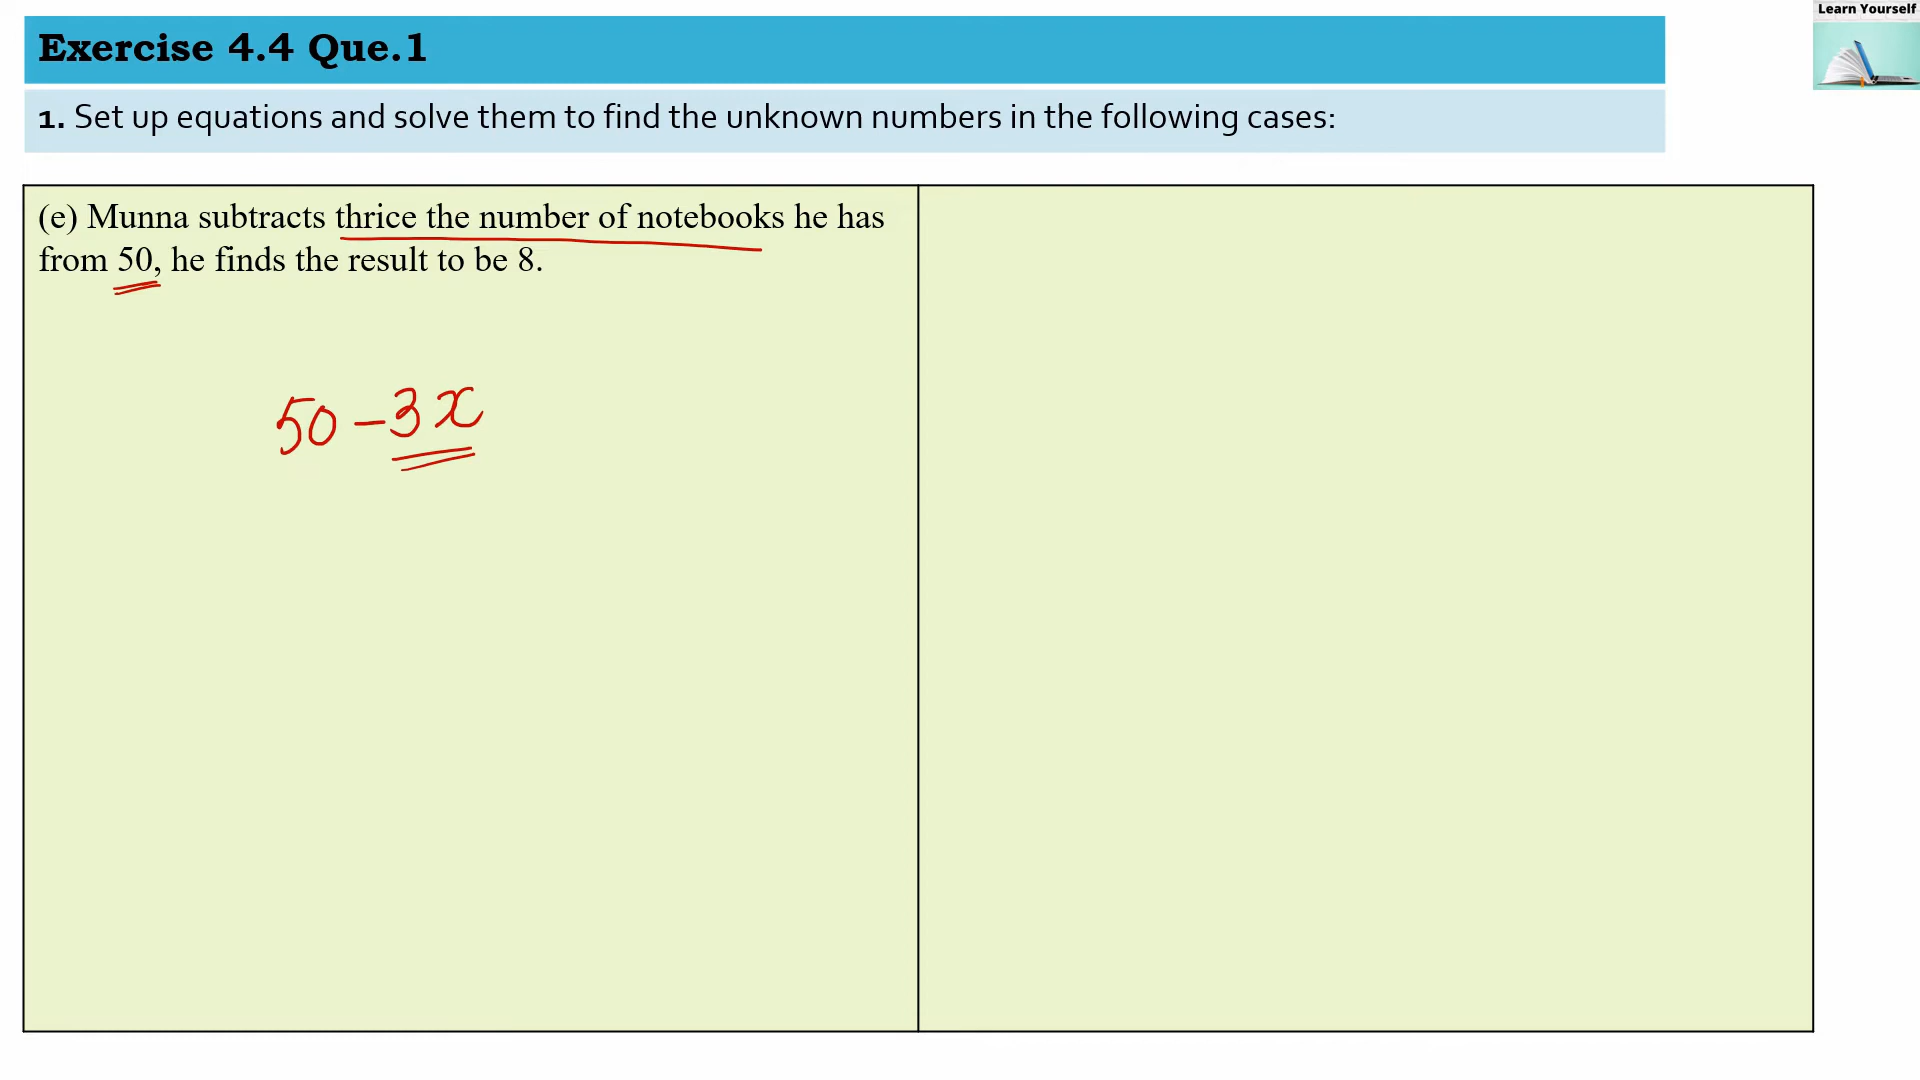 Learn Yourself
Exercise 4.4 Que.1
1. Set up equations and solve them to find the unknown numbers in the following cases:
(e) Munna subtracts thrice the number of notebooks he has
from 50, he finds the result to be 8.
50 - 3x